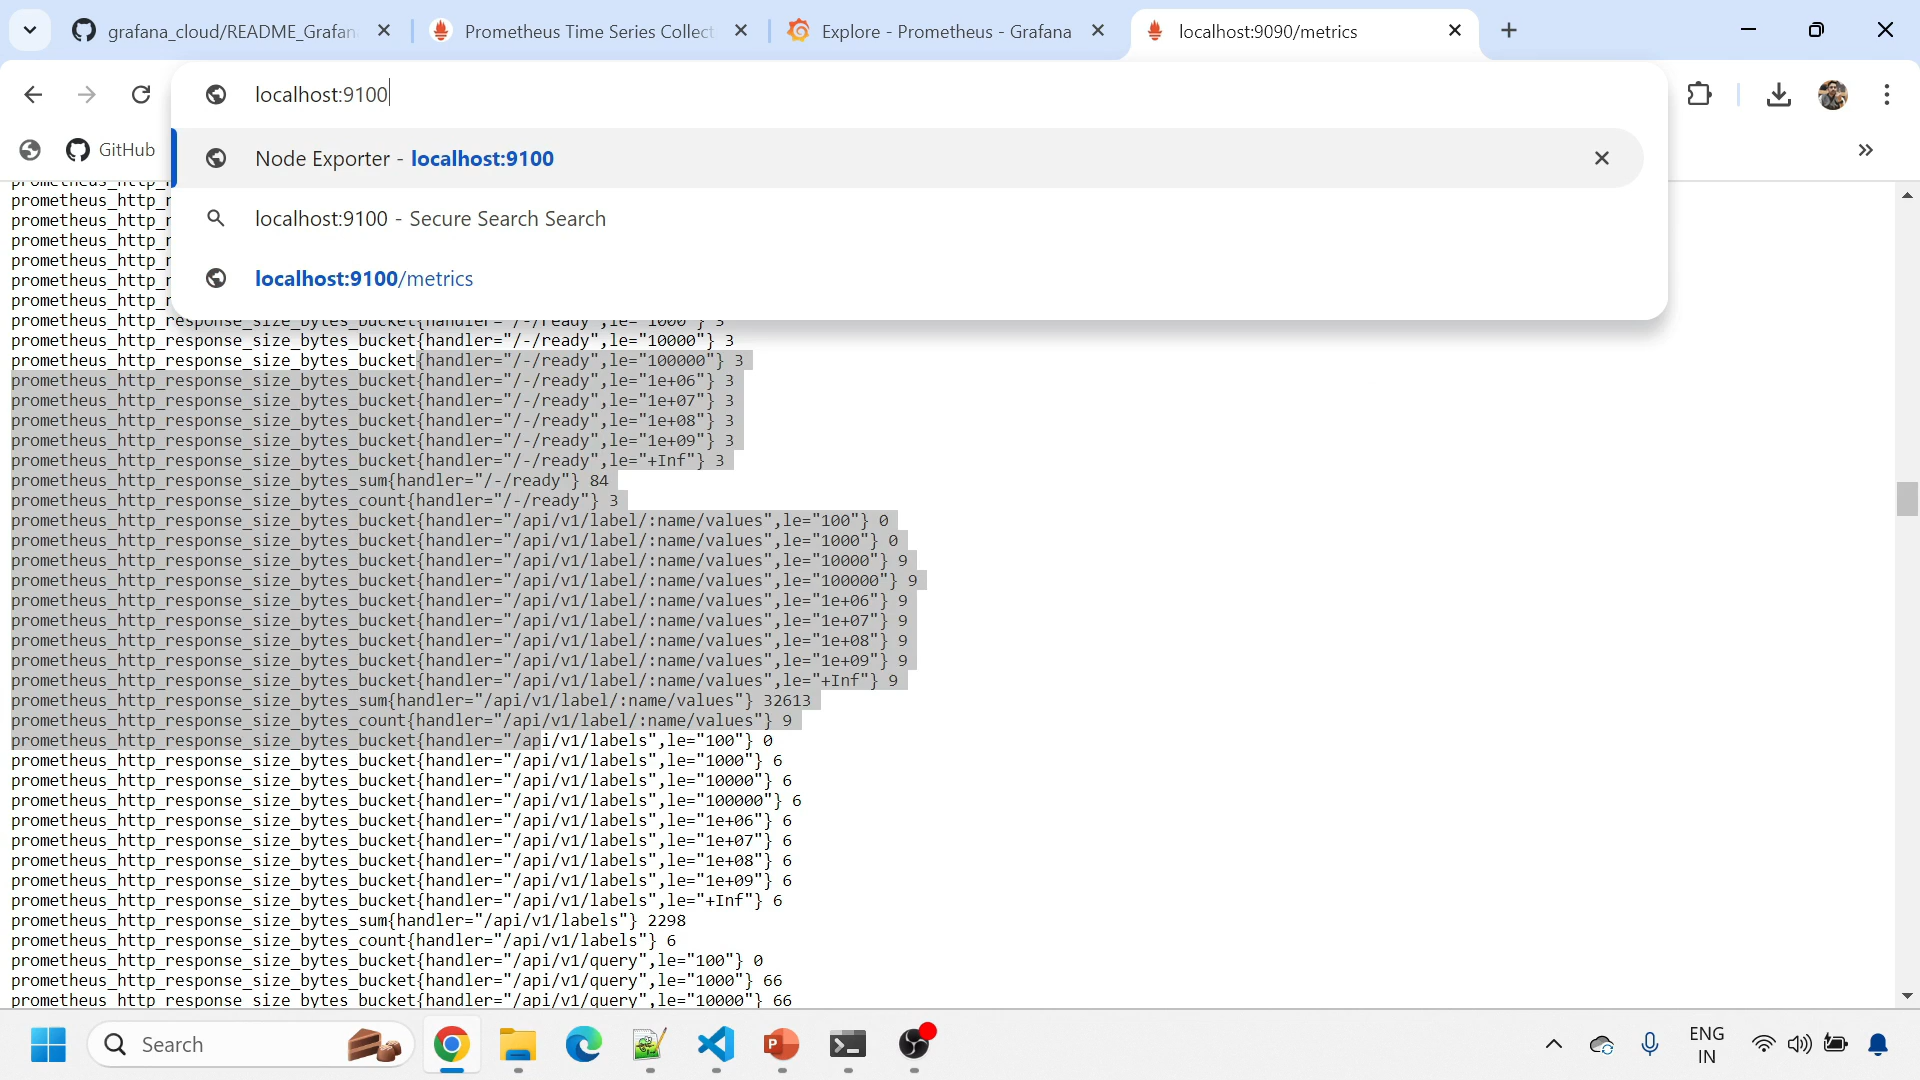 grafana_cloud/README_Grafan
Prometheus Time Series Collect
Explore - Prometheus - Grafana
localhost:9090/metrics
localhost:9100
GitHub
Node Exporter - localhost:9100
localhost:9100 - Secure Search Search
localhost:9100/metrics
prometheus_http_r
prometheus_http_r
prometheus_http_r
prometheus_http_r
prometheus_http_r
prometheus_http_r
prometheus_http_r
prometheus_http_response_size_bytes_bucket{handler="/-/ready",le="1000"} 3
prometheus_http_response_size_bytes_bucket{handler="/-/ready",le="10000"} 3
prometheus_http_response_size_bytes_bucket{handler="/-/ready",le="100000"} 3
prometheus_http_response_size_bytes_bucket{handler="/-/ready",le="1e+06"} 3
prometheus_http_response_size_bytes_bucket{handler="/-/ready",le="1e+07"} 3
prometheus_http_response_size_bytes_bucket{handler="/-/ready",le="1e+08"} 3
prometheus_http_response_size_bytes_bucket{handler="/-/ready",le="1e+09"} 3
prometheus_http_response_size_bytes_bucket{handler="/-/ready",le="+Inf"} 3
prometheus_http_response_size_bytes_sum{handler="/-/ready"} 84
prometheus_http_response_size_bytes_count{handler="/-/ready"} 3
prometheus_http_response_size_bytes_bucket{handler="/api/v1/label/:name/values",le="100"} 0
prometheus_http_response_size_bytes_bucket{handler="/api/v1/label/:name/values",le="1000"} 0
prometheus_http_response_size_bytes_bucket{handler="/api/v1/label/:name/values",le="10000"} 9
prometheus_http_response_size_bytes_bucket{handler="/api/v1/label/:name/values",le="100000"} 9
prometheus_http_response_size_bytes_bucket{handler="/api/v1/label/:name/values",le="1e+06"} 9
prometheus_http_response_size_bytes_bucket{handler="/api/v1/label/:name/values",le="1e+07"} 9
prometheus_http_response_size_bytes_bucket{handler="/api/v1/label/:name/values",le="1e+08"} 9
prometheus_http_response_size_bytes_bucket{handler="/api/v1/label/:name/values",le="1e+09"} 9
prometheus_http_response_size_bytes_bucket{handler="/api/v1/label/:name/values",le="+Inf"} 9
prometheus_http_response_size_bytes_sum{handler="/api/v1/label/:name/values"} 32613
prometheus_http_response_size_bytes_count{handler="/api/v1/label/:name/values"} 9
prometheus_http_response_size_bytes_bucket{handler="/api/v1/labels",le="100"} 0
prometheus_http_response_size_bytes_bucket{handler="/api/v1/labels",le="1000"} 6
prometheus_http_response_size_bytes_bucket{handler="/api/v1/labels",le="10000"} 6
prometheus_http_response_size_bytes_bucket{handler="/api/v1/labels",le="100000"} 6
prometheus_http_response_size_bytes_bucket{handler="/api/v1/labels",le="1e+06"} 6
prometheus_http_response_size_bytes_bucket{handler="/api/v1/labels",le="1e+07"} 6
prometheus_http_response_size_bytes_bucket{handler="/api/v1/labels",le="1e+08"} 6
prometheus_http_response_size_bytes_bucket{handler="/api/v1/labels",le="1e+09"} 6
prometheus_http_response_size_bytes_bucket{handler="/api/v1/labels",le="+Inf"} 6
prometheus_http_response_size_bytes_sum{handler="/api/v1/labels"} 2298
prometheus_http_response_size_bytes_count{handler="/api/v1/labels"} 6
prometheus_http_response_size_bytes_bucket{handler="/api/v1/query",le="100"} 0
prometheus_http_response_size_bytes_bucket{handler="/api/v1/query",le="1000"} 66
prometheus_http_response_size_bytes_bucket{handler="/api/v1/query",le="10000"} 66
Search
ENG
IN